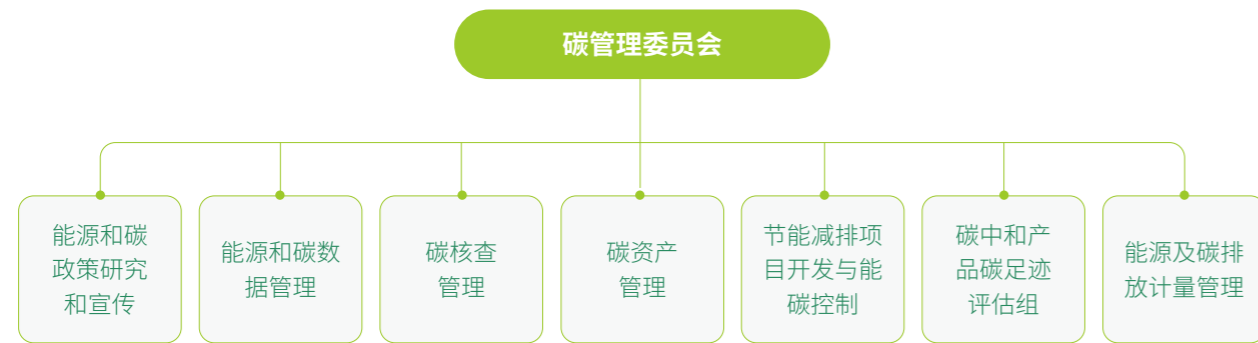 碳管理委员会
能源和碳
政策研究
和宣传
能源和碳数
据管理
碳核查
管理
碳资产
管理
节能减排项
目开发与能
碳控制
碳中和产
品碳足迹
评估组
能源及碳排
放计量管理